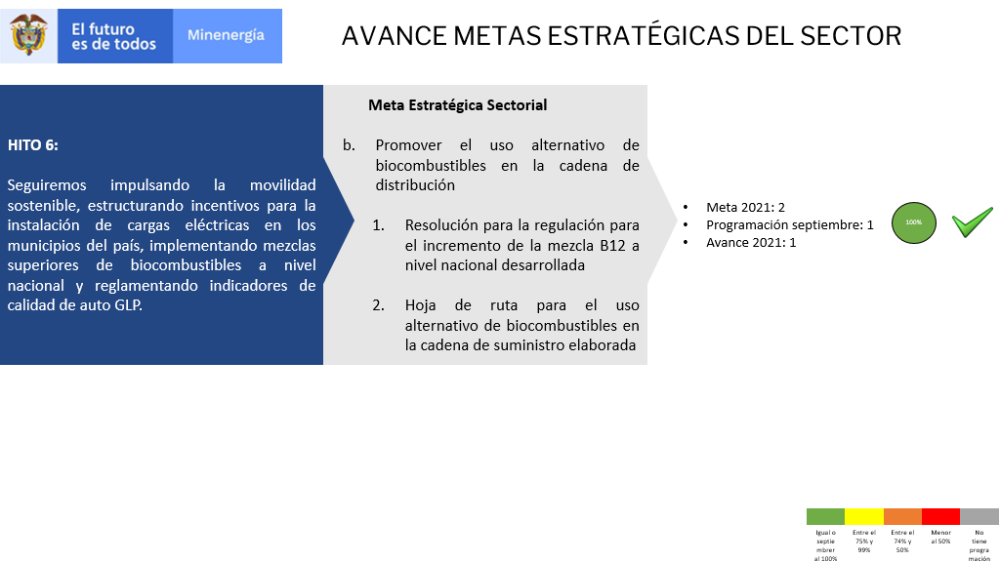 El futuro
es de todos
Minenergía
AVANCE METAS ESTRATÉGICAS DEL SECTOR
HITO 6:
Seguiremos impulsando la movilidad
sostenible, estructurando incentivos para la
instalación de cargas eléctricas en los
municipios del país, implementando mezclas
superiores de biocombustibles a nivel
nacional y reglamentando indicadores de
calidad de auto GLP.
Meta Estratégica Sectorial
b. Promover el uso alternativo de
biocombustibles en la cadena de
distribución
1. Resolución para la regulación para
el incremento de la mezcla B12 a
nivel nacional desarrollada
2. Hoja de ruta para el uso
alternativo de biocombustibles en
la cadena de suministro elaborada
• Meta 2021: 2
• Programación septiembre: 1
• Avance 2021: 1
100%
Igual o
septie
mbrer
al 100%
Entre el
75% y
99%
Entre el
74% y
50%
Menor
al 50%
No
tiene
progra
mación